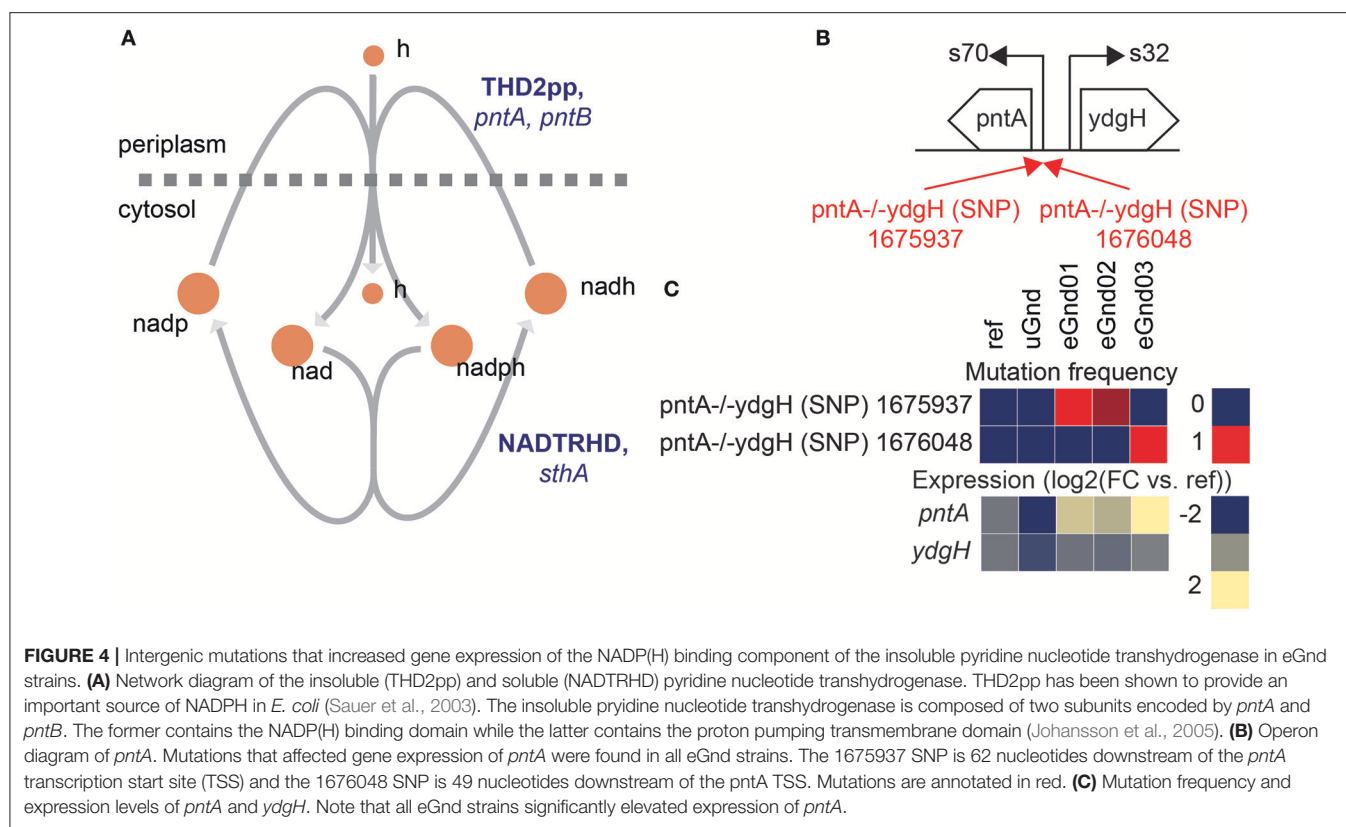 A
h
THD2pp,
pntA, pntB
periplasm
cytosol
nadp
h
nadh
nad
nadph
NADTRHD,
sthA
B
s70
s32
pntA
ydgH
pntA-/-ydgH (SNP)
1675937
pntA-/-ydgH (SNP)
1676048
C
ref
uGnd
eGnd01
eGnd02
eGnd03
Mutation frequency
pntA-/-ydgH (SNP) 1675937
0
pntA-/-ydgH (SNP) 1676048
1
Expression (log2(FC vs. ref))
pntA
-2
ydgH
2
FIGURE 4 | Intergenic mutations that increased gene expression of the NADP(H) binding component of the insoluble pyridine nucleotide transhydrogenase in eGnd
strains. (A) Network diagram of the insoluble (THD2pp) and soluble (NADTRHD) pyridine nucleotide transhydrogenase. THD2pp has been shown to provide an
important source of NADPH in E. coli (Sauer et al., 2003). The insoluble pryidine nucleotide transhydrogenase is composed of two subunits encoded by pntA and
pntB. The former contains the NADP(H) binding domain while the latter contains the proton pumping transmembrane domain (Johansson et al., 2005). (B) Operon
diagram of pntA. Mutations that affected gene expression of pntA were found in all eGnd strains. The 1675937 SNP is 62 nucleotides downstream of the pntA
transcription start site (TSS) and the 1676048 SNP is 49 nucleotides downstream of the pntA TSS. Mutations are annotated in red. (C) Mutation frequency and
expression levels of pntA and ydgH. Note that all eGnd strains significantly elevated expression of pntA.